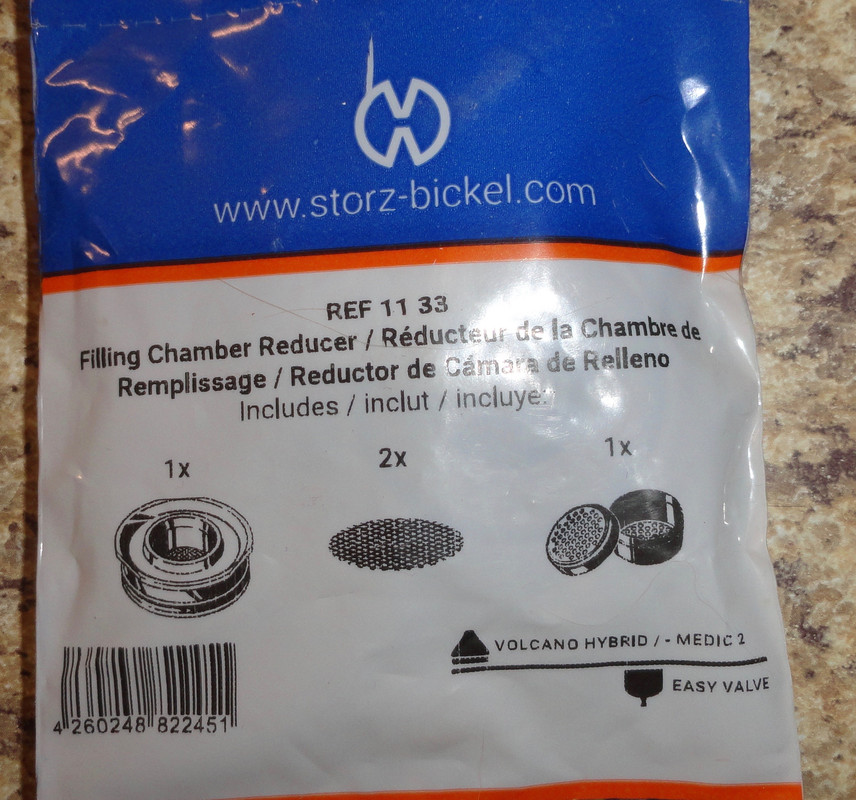 www.storz-bickel.com
REF 11 33
Filling Chamber Reducer / Réducteur de la Chambre de
Remplissage / Reductor de Cámara de Relleno
Includes / inclut / incluyen
1x
2x
1x
VOLCANO HYBRID / - MEDIC 2
EASY VALVE
4 260248 822451